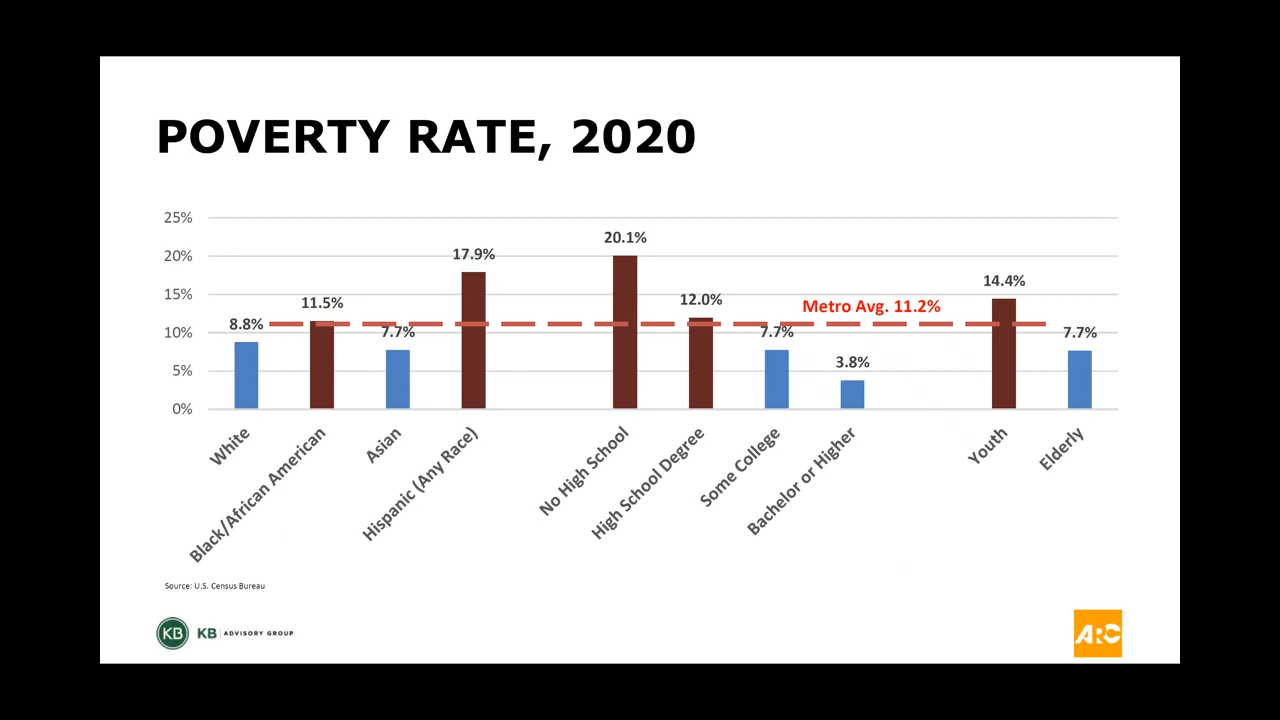 POVERTY RATE, 2020
25%
20%
15%
10%
5%
0%
8.8%
11.5%
7.7%
17.9%
20.1%
12.0%
7.7%
3.8%
14.4%
7.7%
Metro Avg. 11.2%
White
Black/African American
Asian
Hispanic (Any Race)
No High School
High School Degree
Some College
Bachelor or Higher
Youth
Elderly
Source: U.S. Census Bureau
KB KB ADVISORY GROUP
ARC